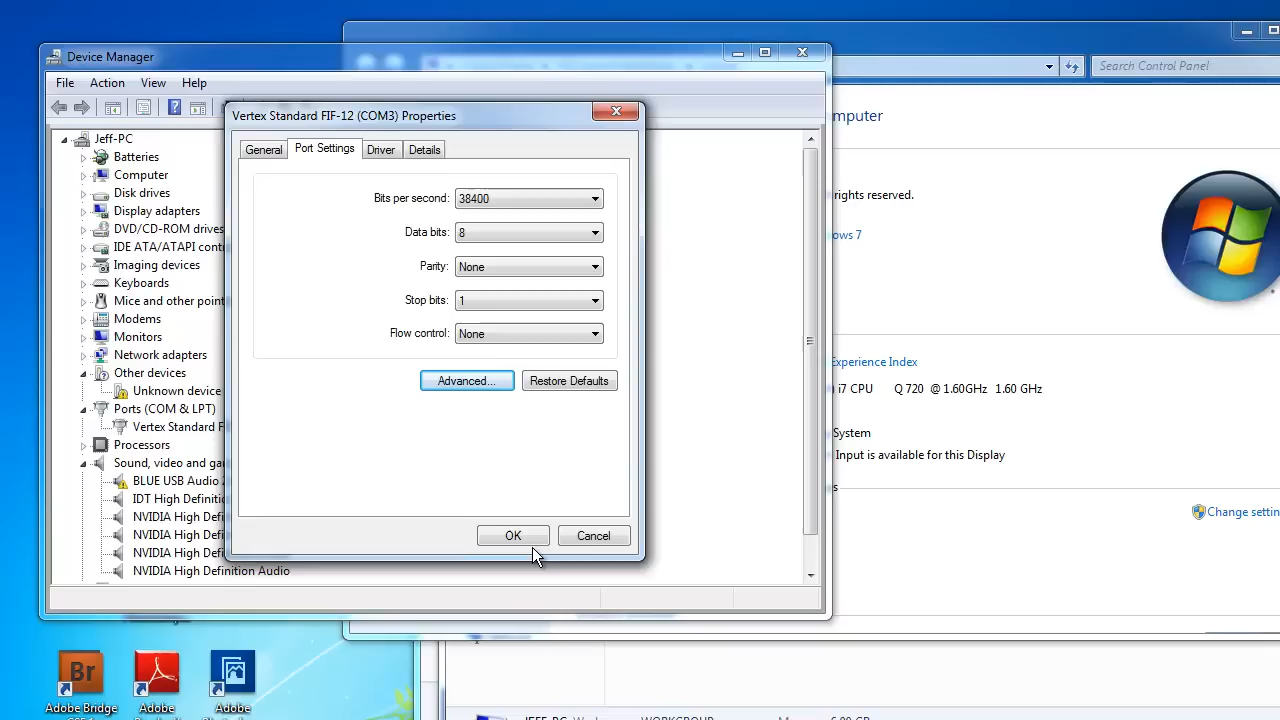 Device Manager
File Action View Help
Jeff-PC
Batteries
Computer
Disk drives
Display adapters
DVD/CD-ROM drives
IDE ATA/ATAPI cont
Imaging devices
Keyboards
Mice and other point
Modems
Monitors
Network adapters
Other devices
Unknown device
Ports (COM & LPT)
Vertex Standard F
Processors
Sound, video and ga
BLUE USB Audio
IDT High Definitio
NVIDIA High Defi
NVIDIA High Defi
NVIDIA High Defi
NVIDIA High Definition Audio
Vertex Standard FIF-12 (COM3) Properties
General Port Settings Driver Details
Bits per second: 38400
Data bits: 8
Parity: None
Stop bits: 1
Flow control: None
Advanced... Restore Defaults
OK Cancel
Search Control Panel
mputer
rights reserved.
ows 7
Experience Index
i7 CPU Q 720 @ 1.60GHz 1.60 GHz
System
Input is available for this Display
s
Change settin
Br
Adobe Bridge
Adobe
Adobe
JEFF-PC
WORKGROUP